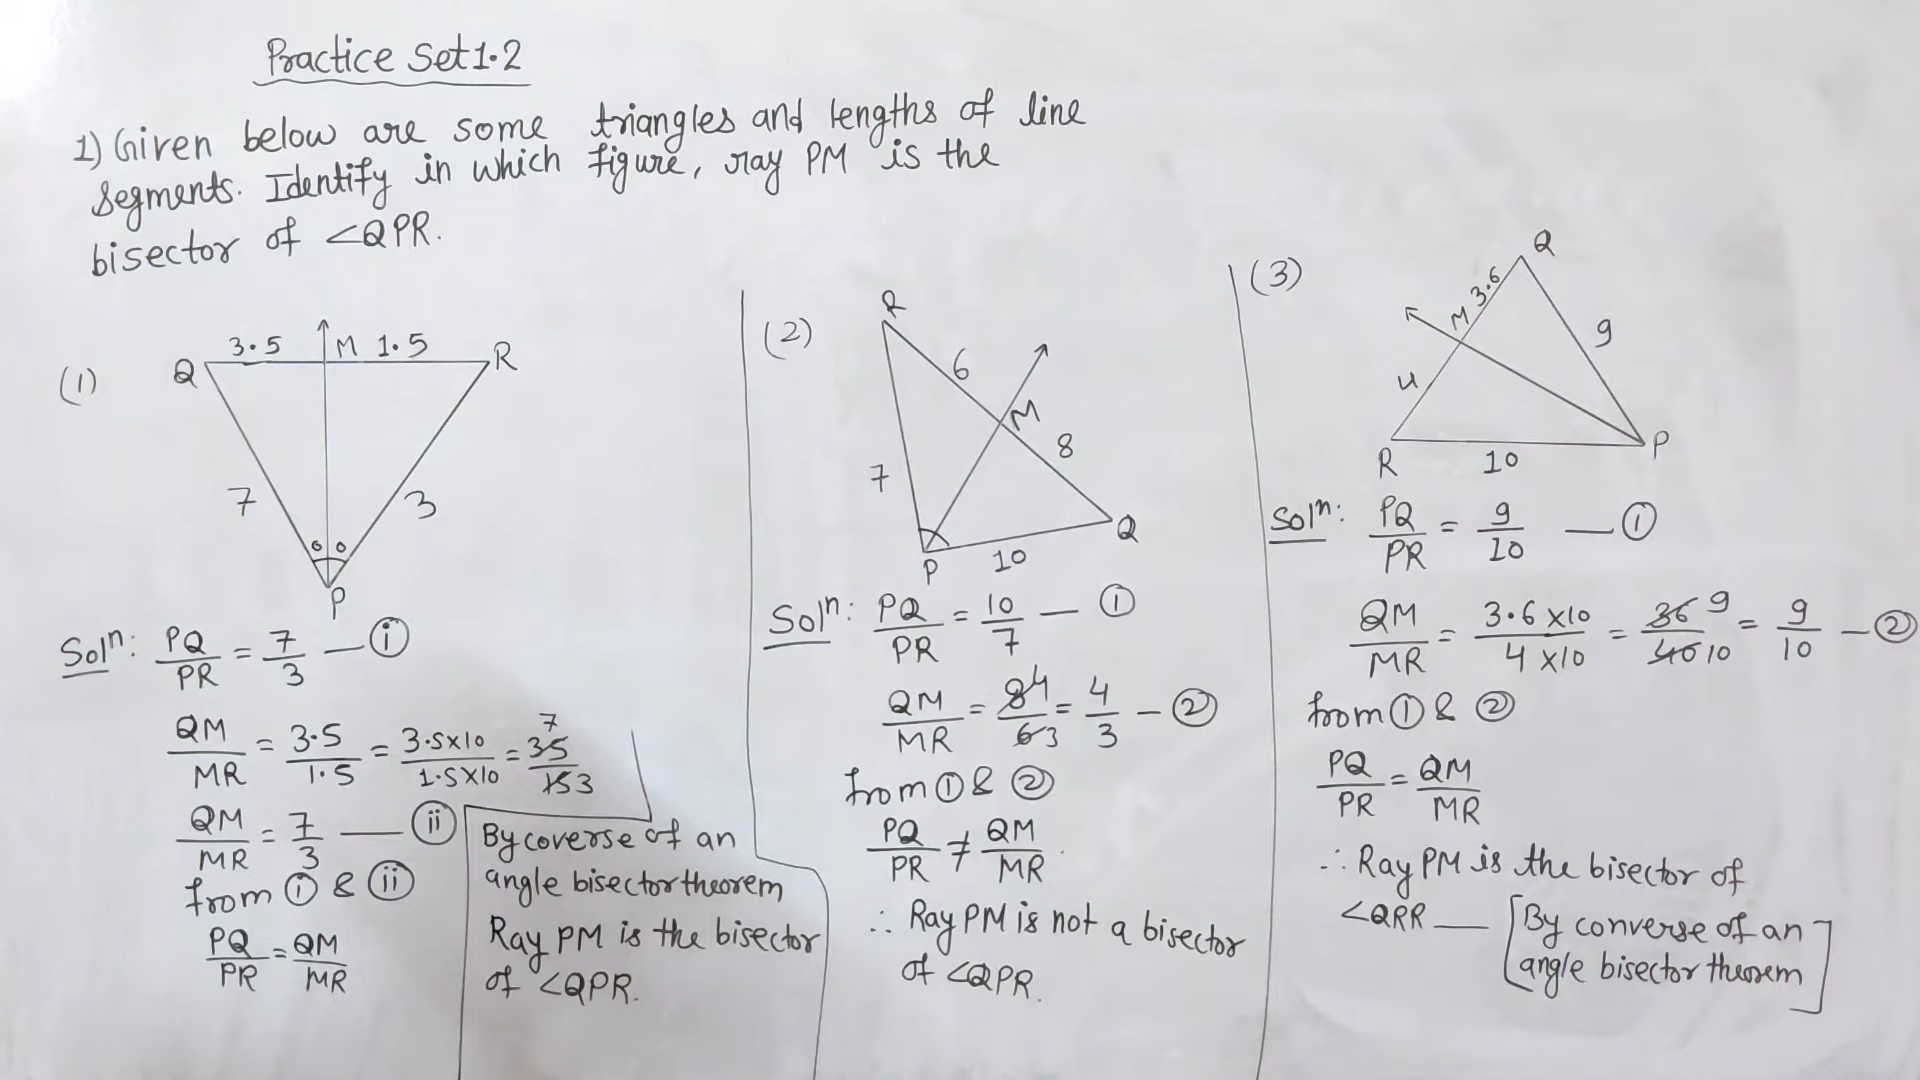 Practice Set 1.2
1) Given below are some triangles and lengths of line
segments. Identify in which figure, ray PM is the
bisector of ∠QPR.
(1)
Q 3.5 M 1.5 R
7 3
P
Soln: PQ/PR = 7/3 — (i)
QM/MR = 3.5/1.5 = 3.5x10/1.5x10 = 35/15 7/3
QM/MR = 7/3 — (ii)
from (i) & (ii)
PQ/PR = QM/MR
By coverse of an
angle bisector theorem
Ray PM is the bisector
of ∠QPR.
(2)
R
6
M
8
7
Q
P 10
Soln: PQ/PR = 10/7 — (1)
QM/MR = 8/6 4/3 = 4/3 — (2)
from (1) & (2)
PQ/PR ≠ QM/MR.
∴ Ray PM is not a bisector
of ∠QPR.
(3)
Q
3.6
M
9
4
R 10 P
Soln: PQ/PR = 9/10 — (1)
QM/MR = 3.6 x10/4 x10 = 36/40 9/10 = 9/10 — (2)
from (1) & (2)
PQ/PR = QM/MR
∴ Ray PM is the bisector of
∠QRR — [By converse of an
angle bisector theorem]